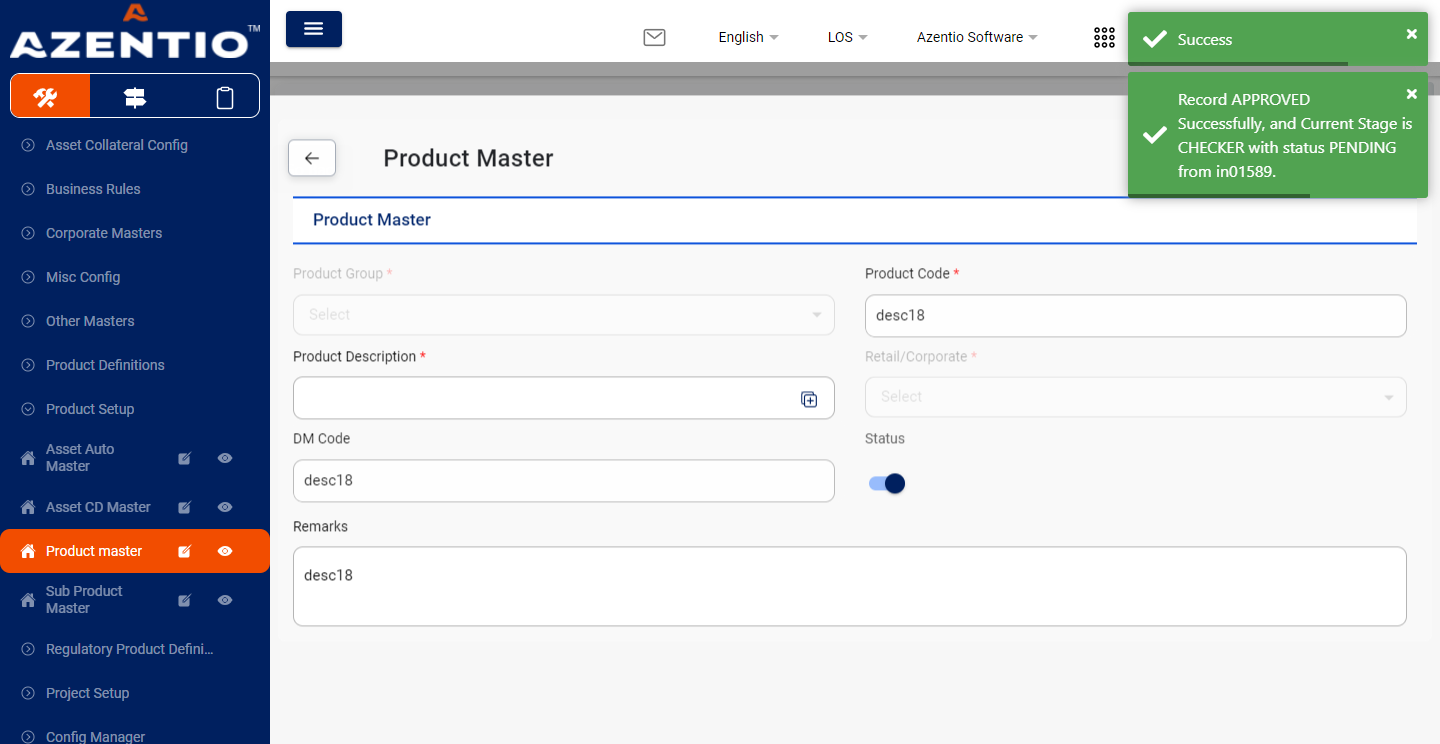 AZENTIO™
English
LOS
Azentio Software
Success
Record APPROVED
Successfully, and Current Stage is
CHECKER with status PENDING
from in01589.
Asset Collateral Config
Business Rules
Corporate Masters
Misc Config
Other Masters
Product Definitions
Product Setup
Asset Auto
Master
Asset CD Master
Product master
Sub Product
Master
Regulatory Product Defini...
Project Setup
Config Manager
Product Master
Product Master
Product Group *
Select
Product Code *
desc18
Product Description *
Retail/Corporate *
Select
DM Code
desc18
Status
Remarks
desc18